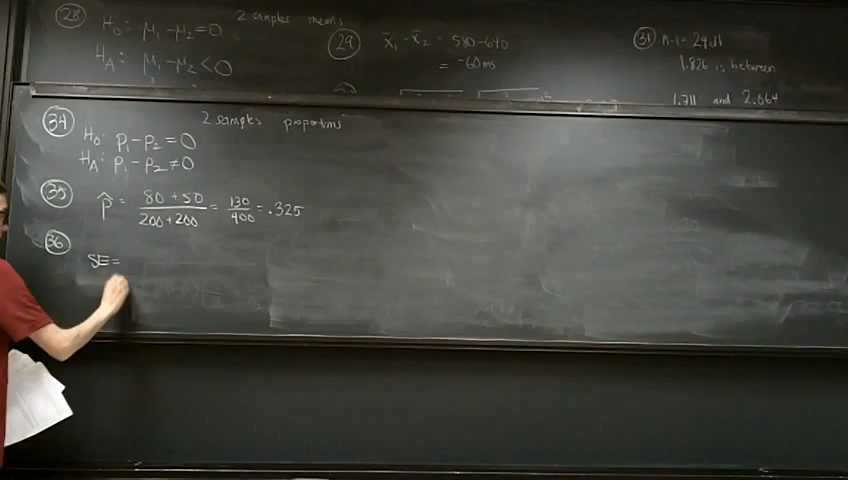 28 H₀: μ₁ - μ₂ = 0 2 samples means
H_A: μ₁ - μ₂ < 0
29 x̄₁ - x̄₂ = 580 - 640
= -60ms
31 n-1 = 24 df
1.826 is between
1.711 and 2.064
34 2 samples proportions
H₀: p₁ - p₂ = 0
H_A: p₁ - p₂ ≠ 0
35 p̂ = 80 + 50 / 200 + 200 = 130 / 400 = .325
36
SE =